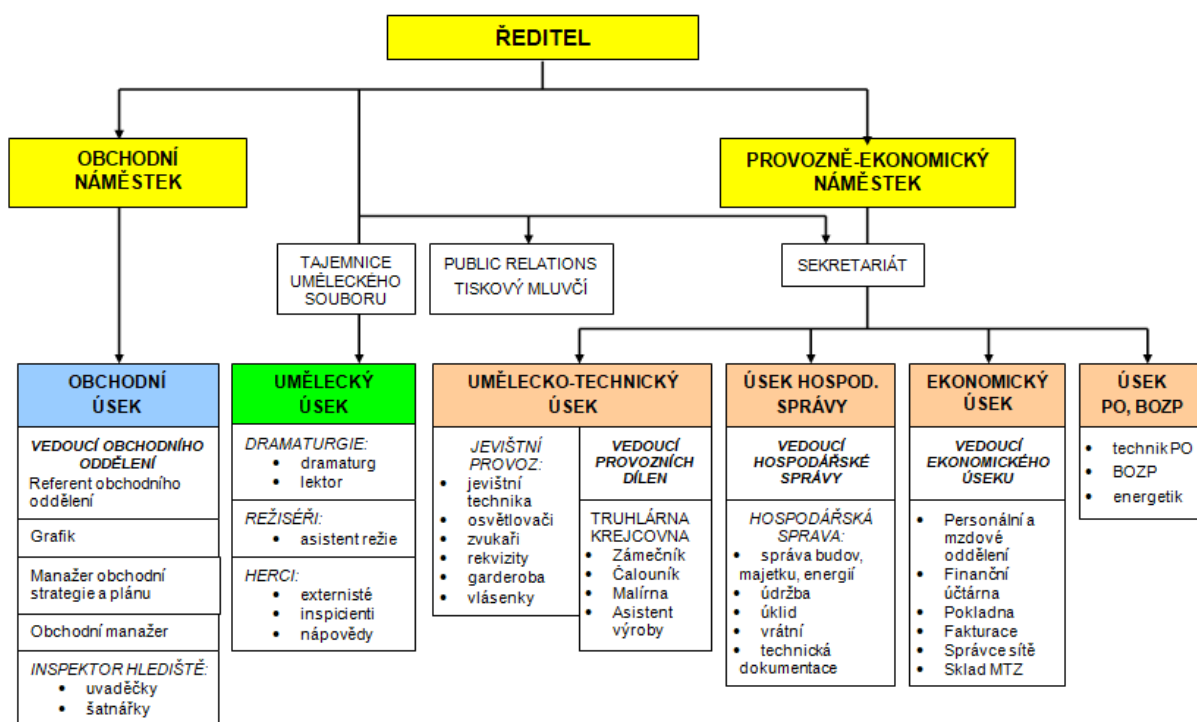 ŘEDITEL
OBCHODNÍ
NÁMĚSTEK
PROVOZNĚ-EKONOMICKÝ
NÁMĚSTEK
TAJEMNICE
UMĚLECKÉHO
SOUBORU
PUBLIC RELATIONS
TISKOVÝ MLUVČÍ
SEKRETARIÁT
OBCHODNÍ
ÚSEK
VEDOUCÍ OBCHODNÍHO
ODDĚLENÍ
Referent obchodního
oddělení
Grafik
Manažer obchodní
strategie a plánu
Obchodní manažer
INSPEKTOR HLEDIŠTĚ:
• uvaděčky
• šatnářky
UMĚLECKÝ
ÚSEK
DRAMATURGIE:
• dramaturg
• lektor
REŽISÉŘI:
• asistent režie
HERCI:
• externisté
• inspicienti
• nápovědy
UMĚLECKO-TECHNICKÝ
ÚSEK
JEVIŠTNÍ
PROVOZ:
• jevištní
technika
• osvětlovači
• zvukaři
• rekvizity
• garderoba
• vlásenky
VEDOUCÍ
PROVOZNÍCH
DÍLEN
TRUHLÁRNA
KREJCOVNA
• Zámečník
• Čalouník
• Malírna
• Asistent
výroby
ÚSEK HOSPOD.
SPRÁVY
VEDOUCÍ
HOSPODÁŘSKÉ
SPRÁVY
HOSPODÁŘSKÁ
SPRAVA:
• správa budov,
majetku, energií
• údržba
• úklid
• vrátní
• technická
dokumentace
EKONOMICKÝ
ÚSEK
VEDOUCÍ
EKONOMICKÉHO
ÚSEKU
• Personální a
mzdové
oddělení
• Finanční
účtárna
• Pokladna
• Fakturace
• Správce sítě
• Sklad MTZ
ÚSEK
PO, BOZP
• technik PO
• BOZP
• energetik